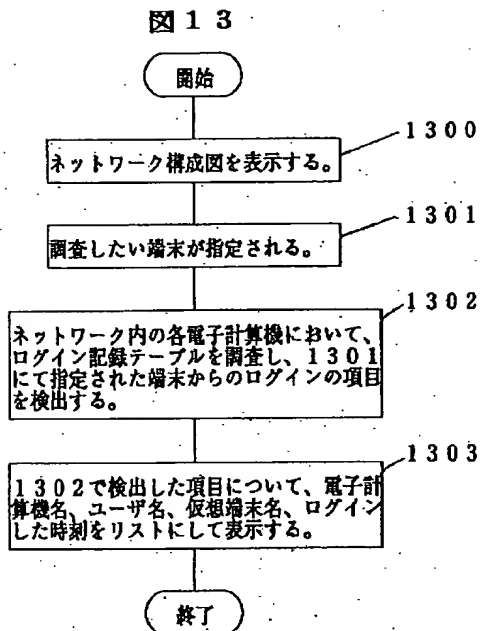 図13
開始
1300
ネットワーク構成図を表示する。
1301
調査したい端末が指定される。
1302
ネットワーク内の各電子計算機において、
ログイン記録テーブルを調査し、1301
にて指定された端末からのログインの項目
を検出する。
1303
1302で検出した項目について、電子計
算機名、ユーザ名、仮想端末名、ログイン
した時刻をリストにして表示する。
終了